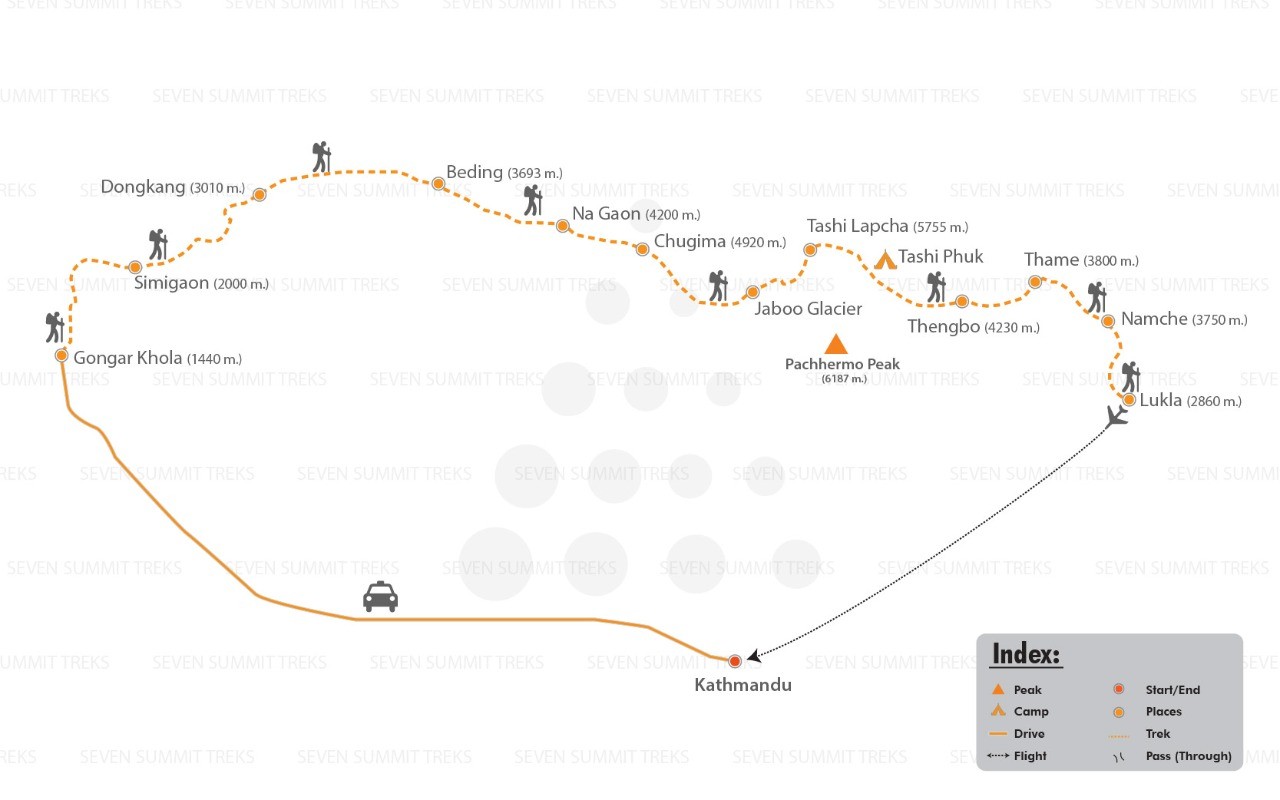 Beding (3693 m.)
Dongkang (3010 m.)
Na Gaon (4200 m.)
Tashi Lapcha (5755 m.)
Chugima (4920 m.)
Tashi Phuk
Thame (3800 m.)
Simigaon (2000 m.)
Jaboo Glacier
Thengbo (4230 m.)
Namche (3750 m.)
Gongar Khola (1440 m.)
Pachhermo Peak
(6187 m.)
Lukla (2860 m.)
Kathmandu
Index:
Peak
Start/End
Camp
Places
Drive
Trek
Flight
Pass (Through)
SEVEN SUMMIT TREKS